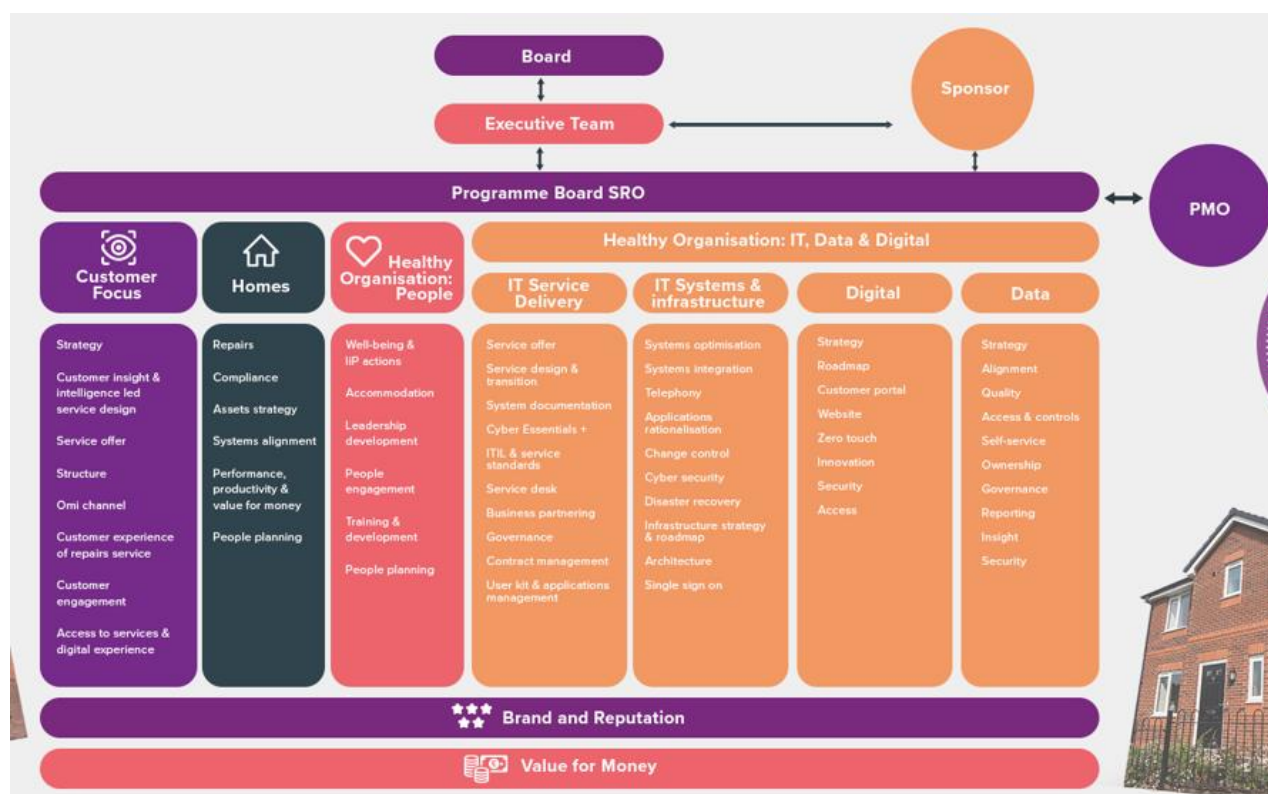 Board
Sponsor
Executive Team
Programme Board SRO
PMO
Customer
Focus
Homes
Healthy
Organisation:
People
Healthy Organisation: IT, Data & Digital
IT Service
Delivery
IT Systems &
infrastructure
Digital
Data
Strategy
Customer insight &
intelligence led
service design
Service offer
Structure
Omi channel
Customer experience
of repairs service
Customer
engagement
Access to services &
digital experience
Repairs
Compliance
Assets strategy
Systems alignment
Performance,
productivity &
value for money
People planning
Well-being &
IiP actions
Accommodation
Leadership
development
People
engagement
Training &
development
People planning
Service offer
Service design &
transition
System documentation
Cyber Essentials +
ITIL & service
standards
Service desk
Business partnering
Governance
Contract management
User kit & applications
management
Systems optimisation
Systems integration
Telephony
Applications
rationalisation
Change control
Cyber security
Disaster recovery
Infrastructure strategy
& roadmap
Architecture
Single sign on
Strategy
Roadmap
Customer portal
Website
Zero touch
Innovation
Security
Access
Strategy
Alignment
Quality
Access & controls
Self-service
Ownership
Governance
Reporting
Insight
Security
Brand and Reputation
Value for Money